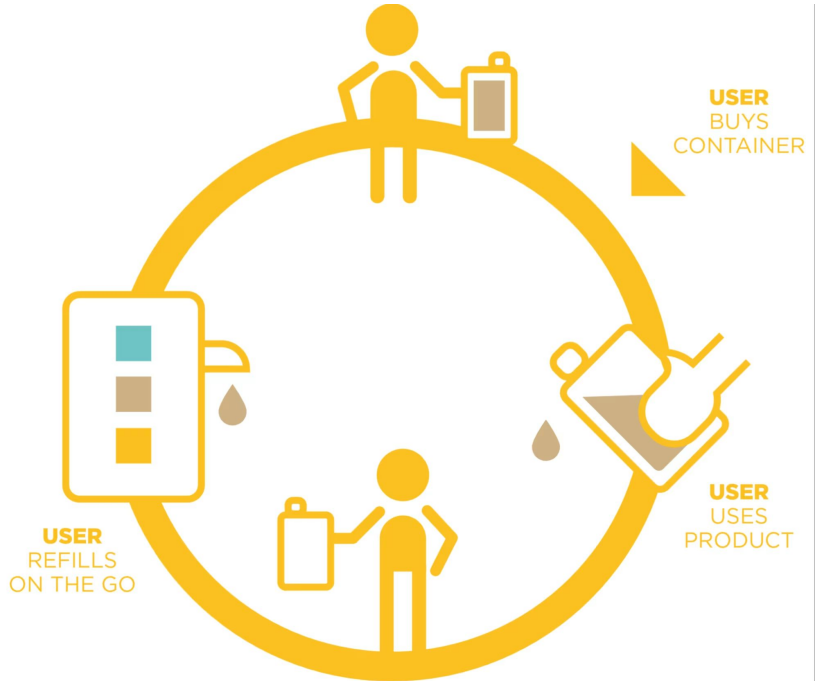 USER
BUYS
CONTAINER
USER
USES
PRODUCT
USER
REFILLS
ON THE GO